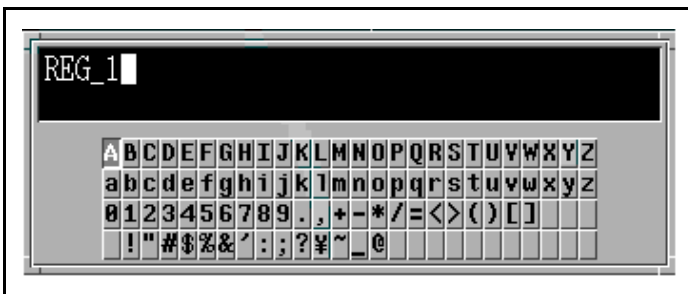 REG_1
ABCDEFGHIJKLMNOPQRSTUVWXYZ
abcdefghijklmnopqrstuvwxyz
0123456789.,+-*/=<>()[]
!"#$%&´:;?¥~_@